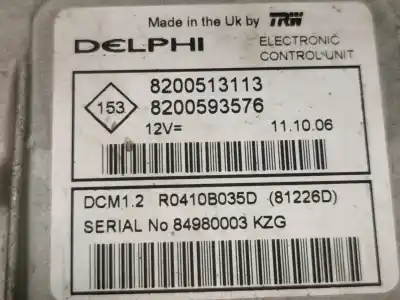 Made in the Uk by TRW
DELPHI
ELECTRONIC
CONTROL UNIT
153
8200513113
8200593576
12V= 11.10.06
DCM1.2 R0410B035D (81226D)
SERIAL No 84980003 KZG